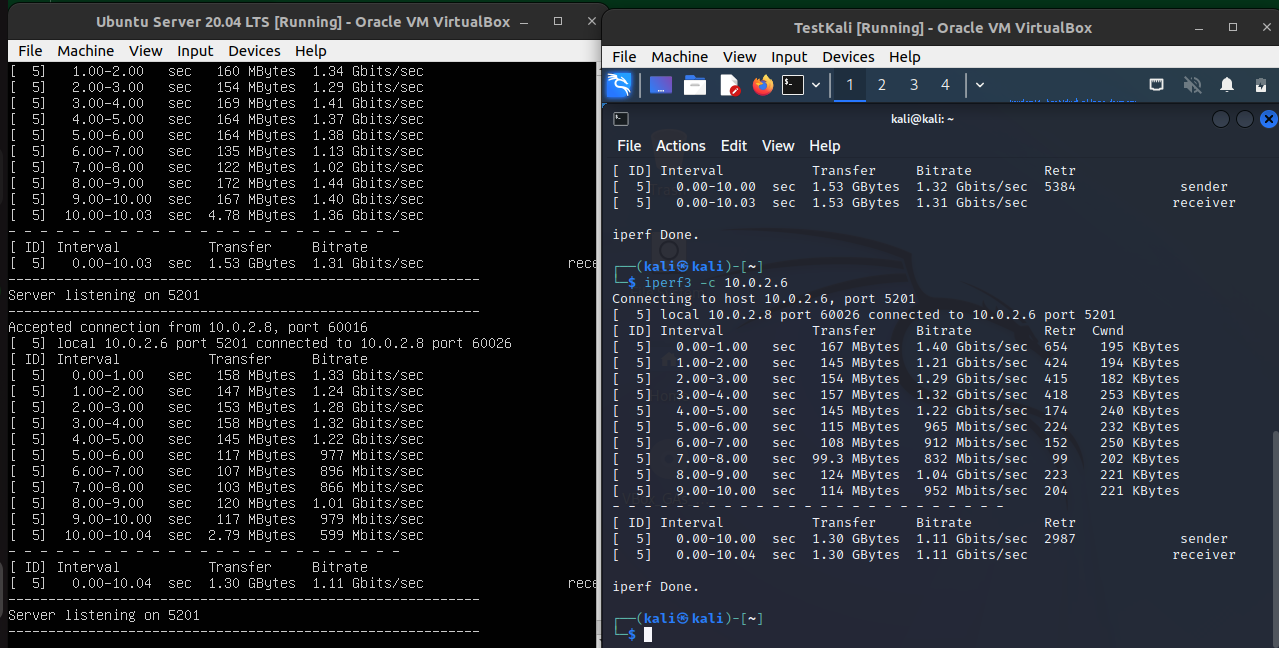 Ubuntu Server 20.04 LTS [Running] - Oracle VM VirtualBox
File Machine View Input Devices Help
[  5]   1.00-2.00   sec   160 MBytes  1.34 Gbits/sec
[  5]   2.00-3.00   sec   154 MBytes  1.29 Gbits/sec
[  5]   3.00-4.00   sec   169 MBytes  1.41 Gbits/sec
[  5]   4.00-5.00   sec   164 MBytes  1.37 Gbits/sec
[  5]   5.00-6.00   sec   164 MBytes  1.38 Gbits/sec
[  5]   6.00-7.00   sec   135 MBytes  1.13 Gbits/sec
[  5]   7.00-8.00   sec   122 MBytes  1.02 Gbits/sec
[  5]   8.00-9.00   sec   172 MBytes  1.44 Gbits/sec
[  5]   9.00-10.00  sec   167 MBytes  1.40 Gbits/sec
[  5]  10.00-10.03  sec  4.78 MBytes  1.36 Gbits/sec
- - - - - - - - - - - - - - - - - - - - - - - - -
[ ID] Interval           Transfer     Bitrate
[  5]   0.00-10.03  sec  1.53 GBytes  1.31 Gbits/sec                  rece
-----------------------------------------------------------
Server listening on 5201
-----------------------------------------------------------
Accepted connection from 10.0.2.8, port 60016
[  5] local 10.0.2.6 port 5201 connected to 10.0.2.8 port 60026
[ ID] Interval           Transfer     Bitrate
[  5]   0.00-1.00   sec   158 MBytes  1.33 Gbits/sec
[  5]   1.00-2.00   sec   147 MBytes  1.24 Gbits/sec
[  5]   2.00-3.00   sec   153 MBytes  1.28 Gbits/sec
[  5]   3.00-4.00   sec   158 MBytes  1.32 Gbits/sec
[  5]   4.00-5.00   sec   145 MBytes  1.22 Gbits/sec
[  5]   5.00-6.00   sec   117 MBytes   977 Mbits/sec
[  5]   6.00-7.00   sec   107 MBytes   896 Mbits/sec
[  5]   7.00-8.00   sec   103 MBytes   866 Mbits/sec
[  5]   8.00-9.00   sec   120 MBytes  1.01 Gbits/sec
[  5]   9.00-10.00  sec   117 MBytes   979 Mbits/sec
[  5]  10.00-10.04  sec  2.79 MBytes   599 Mbits/sec
- - - - - - - - - - - - - - - - - - - - - - - - -
[ ID] Interval           Transfer     Bitrate
[  5]   0.00-10.04  sec  1.30 GBytes  1.11 Gbits/sec                  rece
-----------------------------------------------------------
Server listening on 5201
-----------------------------------------------------------
TestKali [Running] - Oracle VM VirtualBox
File Machine View Input Devices Help
1 2 3 4
kali@kali: ~
File Actions Edit View Help
[ ID] Interval           Transfer     Bitrate         Retr
[  5]   0.00-10.00  sec  1.53 GBytes  1.32 Gbits/sec  5384             sender
[  5]   0.00-10.03  sec  1.53 GBytes  1.31 Gbits/sec                  receiver
iperf Done.
┌──(kali㉿kali)-[~]
└─$ iperf3 -c 10.0.2.6
Connecting to host 10.0.2.6, port 5201
[  5] local 10.0.2.8 port 60026 connected to 10.0.2.6 port 5201
[ ID] Interval           Transfer     Bitrate         Retr  Cwnd
[  5]   0.00-1.00   sec   167 MBytes  1.40 Gbits/sec  654    195 KBytes
[  5]   1.00-2.00   sec   145 MBytes  1.21 Gbits/sec  424    194 KBytes
[  5]   2.00-3.00   sec   154 MBytes  1.29 Gbits/sec  415    182 KBytes
[  5]   3.00-4.00   sec   157 MBytes  1.32 Gbits/sec  418    253 KBytes
[  5]   4.00-5.00   sec   145 MBytes  1.22 Gbits/sec  174    240 KBytes
[  5]   5.00-6.00   sec   115 MBytes   965 Mbits/sec  224    232 KBytes
[  5]   6.00-7.00   sec   108 MBytes   912 Mbits/sec  152    250 KBytes
[  5]   7.00-8.00   sec  99.3 MBytes   832 Mbits/sec   99    202 KBytes
[  5]   8.00-9.00   sec   124 MBytes  1.04 Gbits/sec  223    221 KBytes
[  5]   9.00-10.00  sec   114 MBytes   952 Mbits/sec  204    221 KBytes
- - - - - - - - - - - - - - - - - - - - - - - - -
[ ID] Interval           Transfer     Bitrate         Retr
[  5]   0.00-10.00  sec  1.30 GBytes  1.11 Gbits/sec  2987             sender
[  5]   0.00-10.04  sec  1.30 GBytes  1.11 Gbits/sec                  receiver
iperf Done.
┌──(kali㉿kali)-[~]
└─$